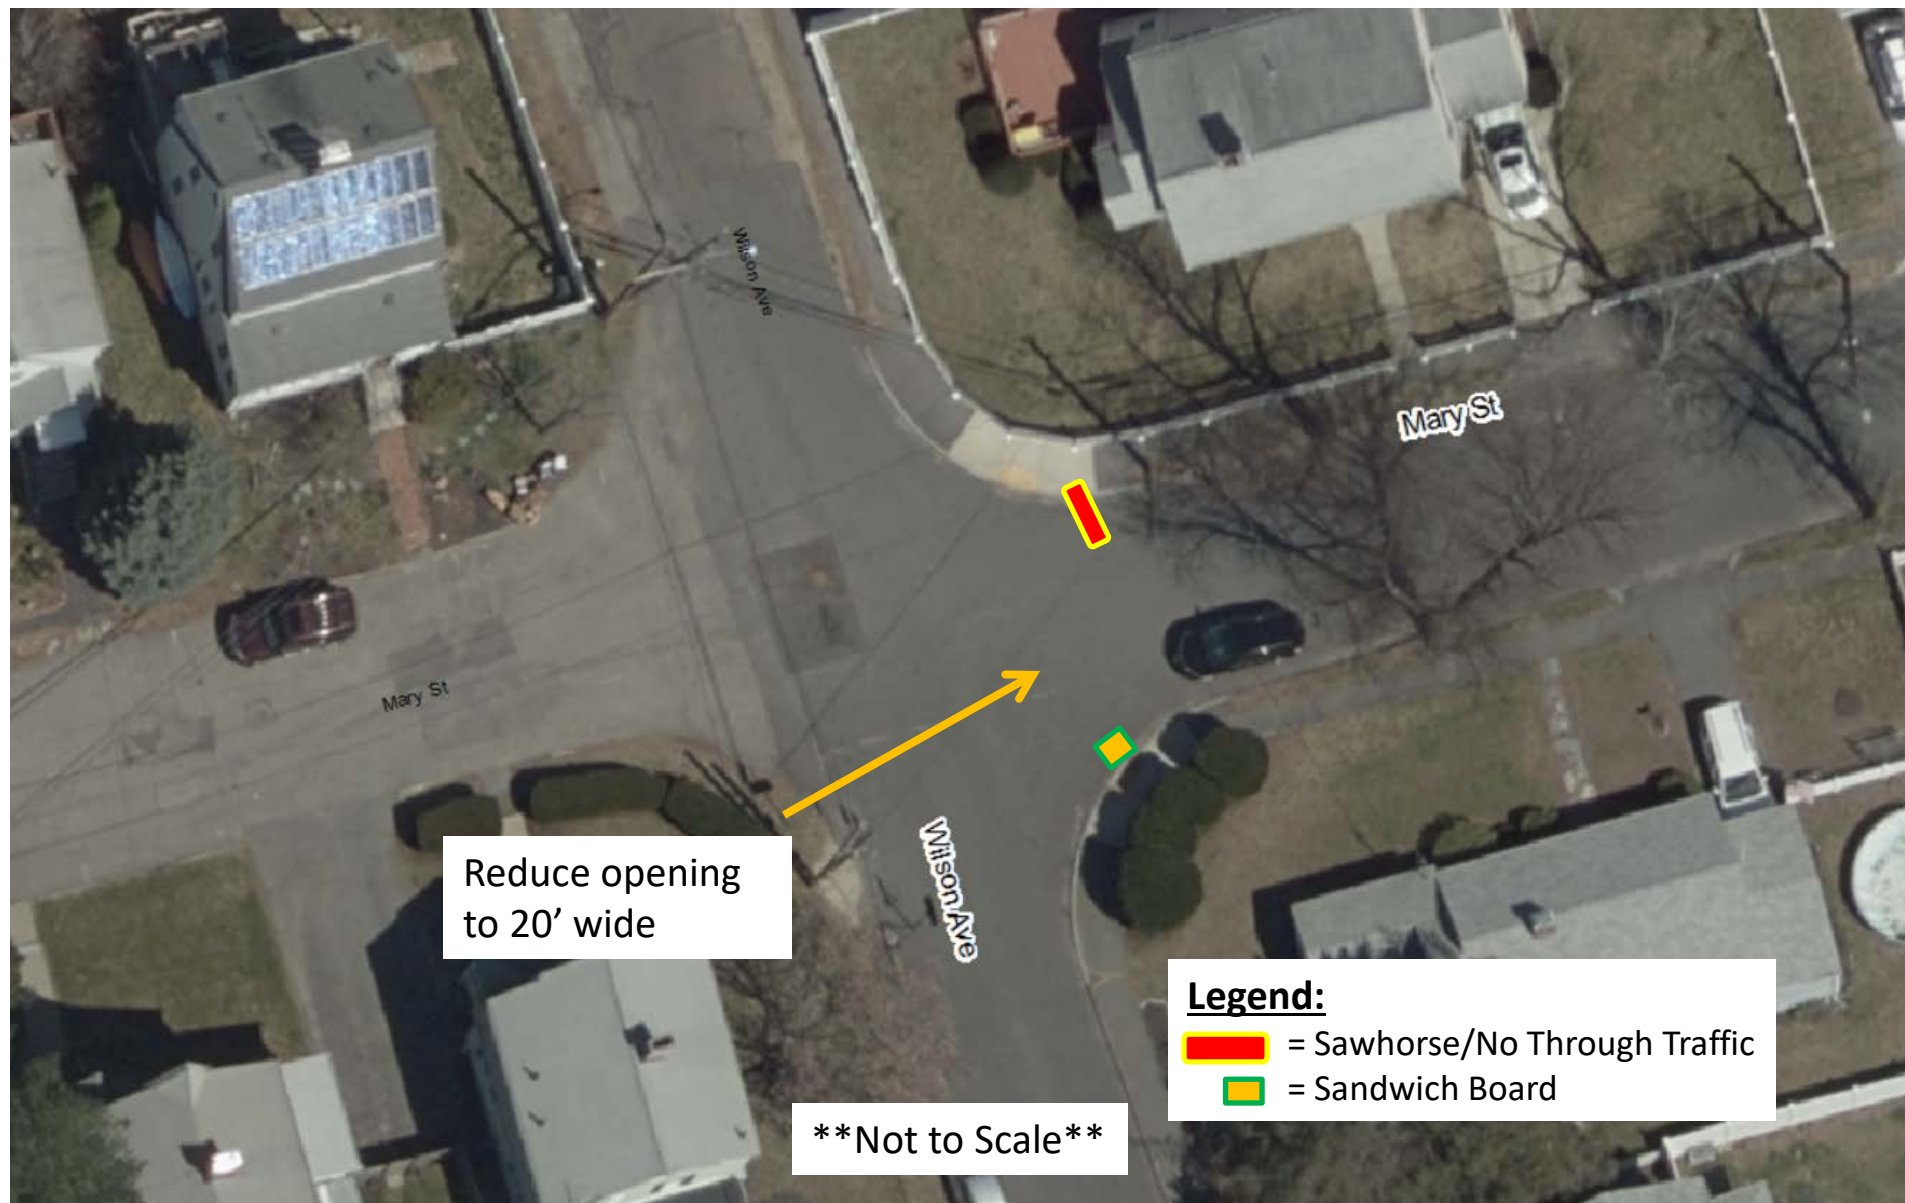 Wilson Ave
Mary St
Mary St
Reduce opening
to 20’ wide
Wilson Ave
Legend:
= Sawhorse/No Through Traffic
= Sandwich Board
**Not to Scale**